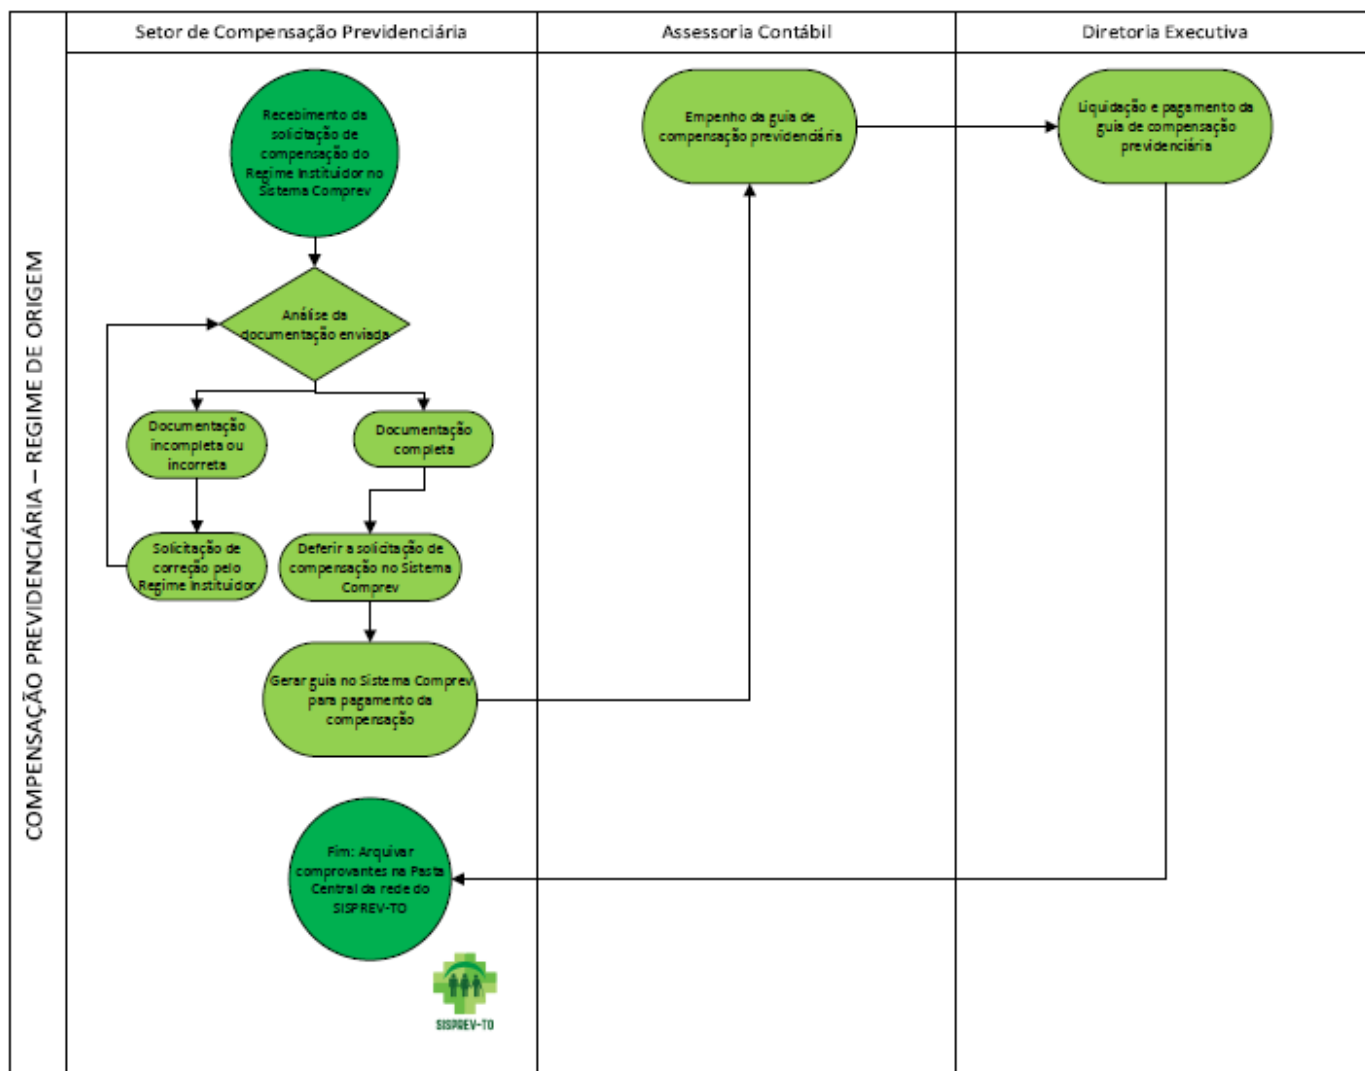 COMPENSAÇÃO PREVIDENCIÁRIA – REGIME DE ORIGEM
Setor de Compensação Previdenciária
Assessoria Contábil
Diretoria Executiva
Recebimento da
solicitação de
compensação do
Regime Instituidor no
Sistema Comprev
Empenho da guia de
compensação previdenciária
Liquidação e pagamento da
guia de compensação
previdenciária
Análise da
documentação enviada
Documentação
incompleta ou
incorreta
Documentação
completa
Solicitação de
correção pelo
Regime Instituidor
Deferir a solicitação de
compensação no Sistema
Comprev
Gerar guia no Sistema Comprev
para pagamento da
compensação
Fim: Arquivar
comprovantes na Pasta
Central da rede do
SISPREV-TO
SISPREV-TO